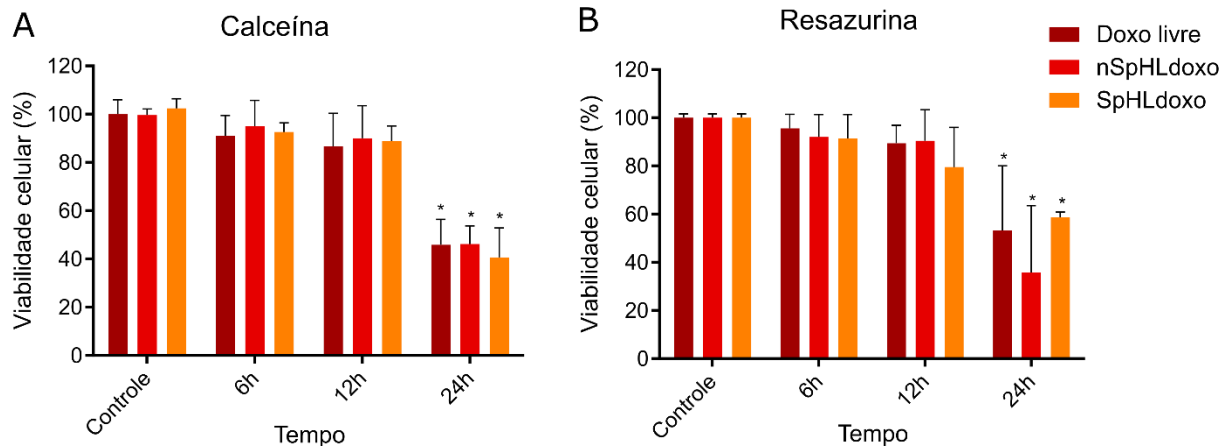 A
Calceína
Viabilidade celular (%)
120
100
80
60
40
20
0
* * *
Controle
6h
12h
24h
Tempo
B
Resazurina
Viabilidade celular (%)
120
100
80
60
40
20
0
* * *
Controle
6h
12h
24h
Tempo
Doxo livre
nSpHLdoxo
SpHLdoxo